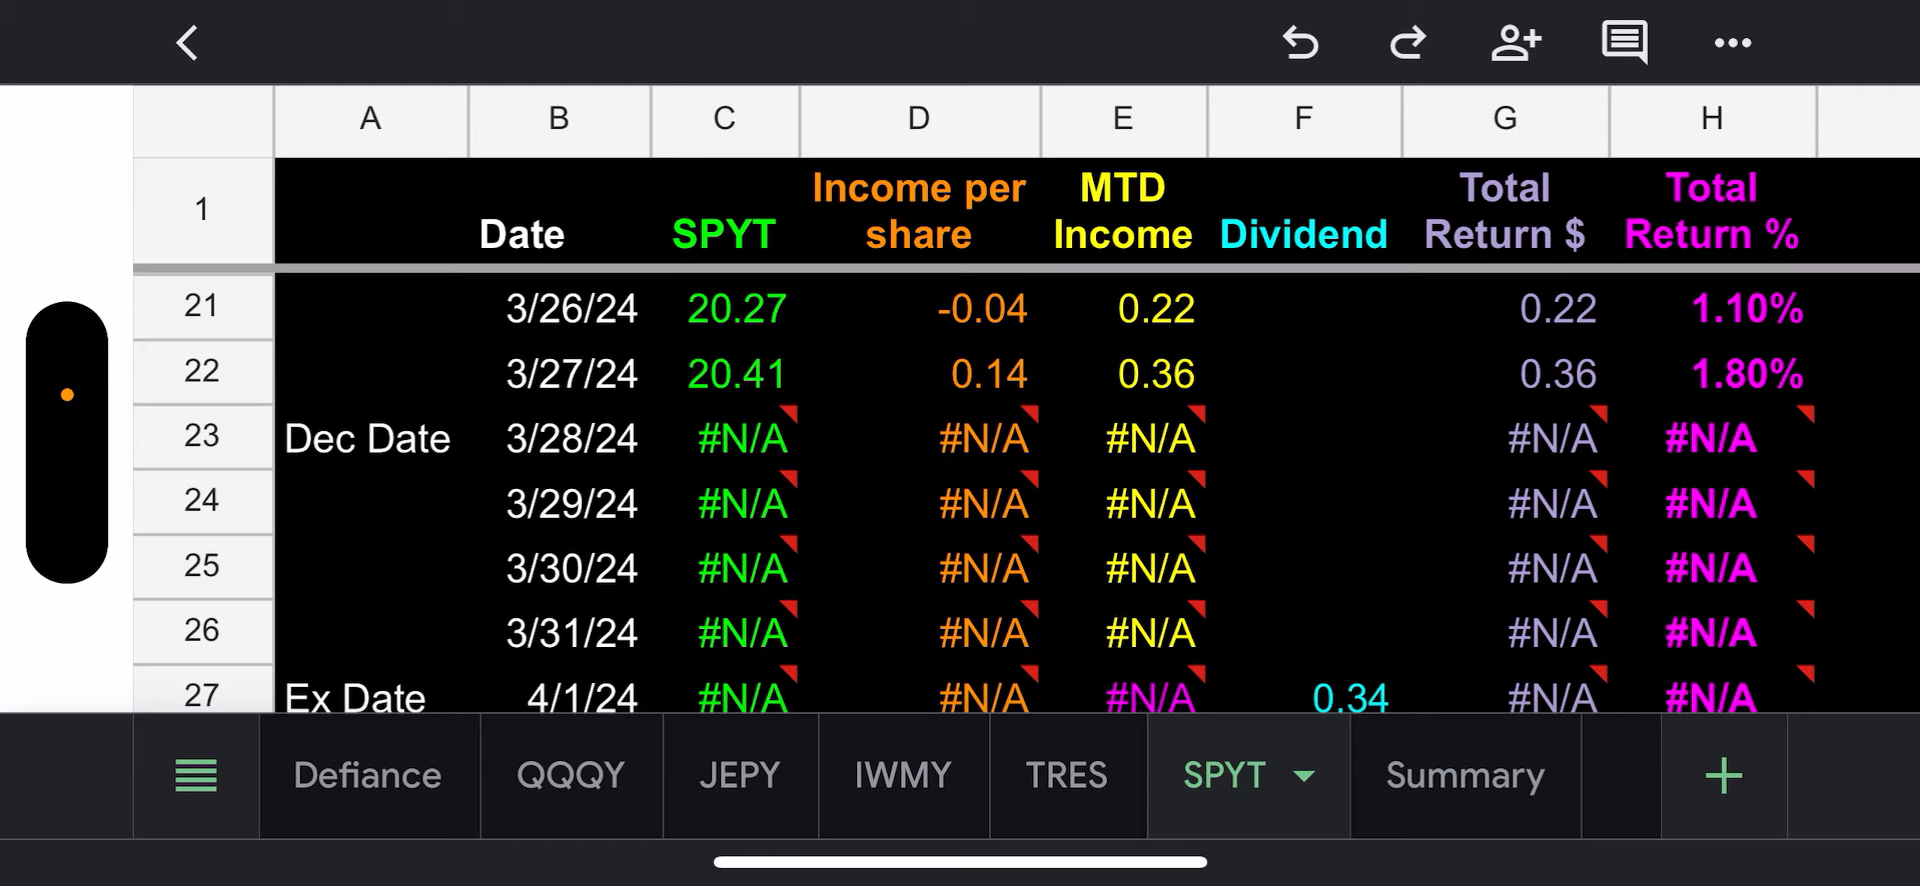 A B C D E F G H
1 Date SPYT Income per share MTD Income Dividend Total Return $ Total Return %
21 3/26/24 20.27 -0.04 0.22 0.22 1.10%
22 3/27/24 20.41 0.14 0.36 0.36 1.80%
23 Dec Date 3/28/24 #N/A #N/A #N/A #N/A #N/A
24 3/29/24 #N/A #N/A #N/A #N/A #N/A
25 3/30/24 #N/A #N/A #N/A #N/A #N/A
26 3/31/24 #N/A #N/A #N/A #N/A #N/A
27 Ex Date 4/1/24 #N/A #N/A #N/A 0.34 #N/A #N/A
Defiance QQQY JEPY IWMY TRES SPYT Summary